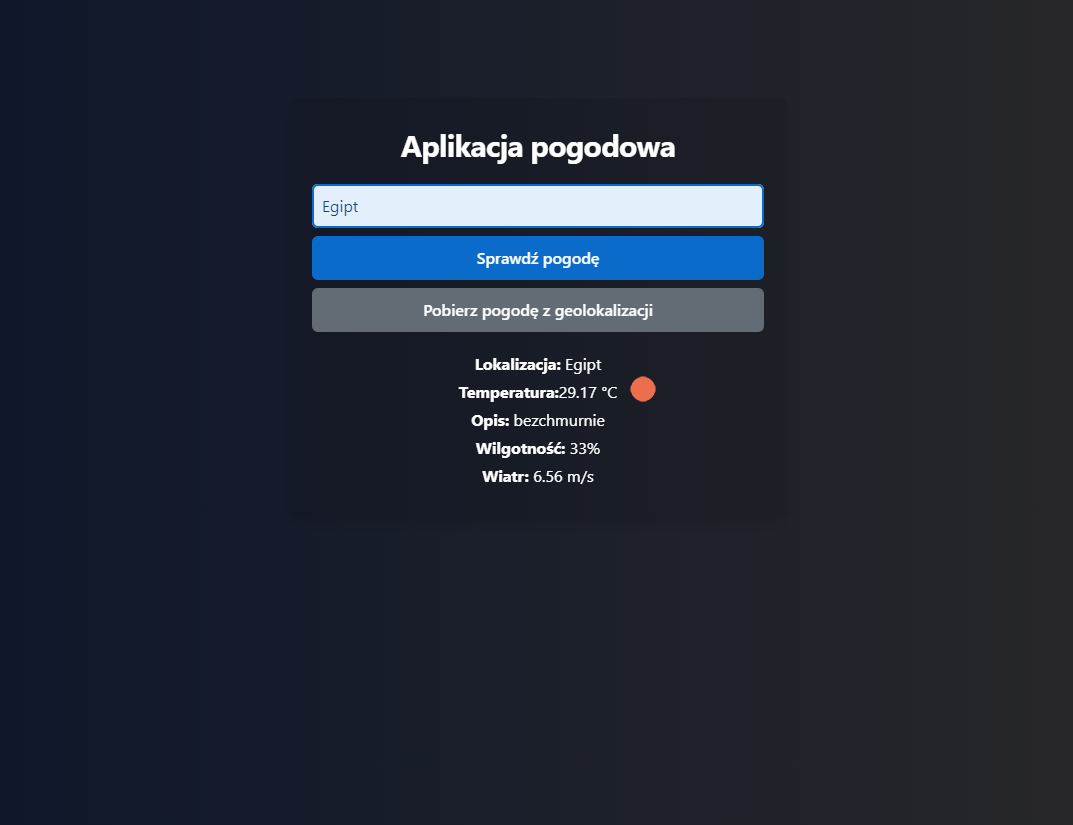 Aplikacja pogodowa
Egipt
Sprawdź pogodę
Pobierz pogodę z geolokalizacji
Lokalizacja: Egipt
Temperatura:29.17 °C
Opis: bezchmurnie
Wilgotność: 33%
Wiatr: 6.56 m/s